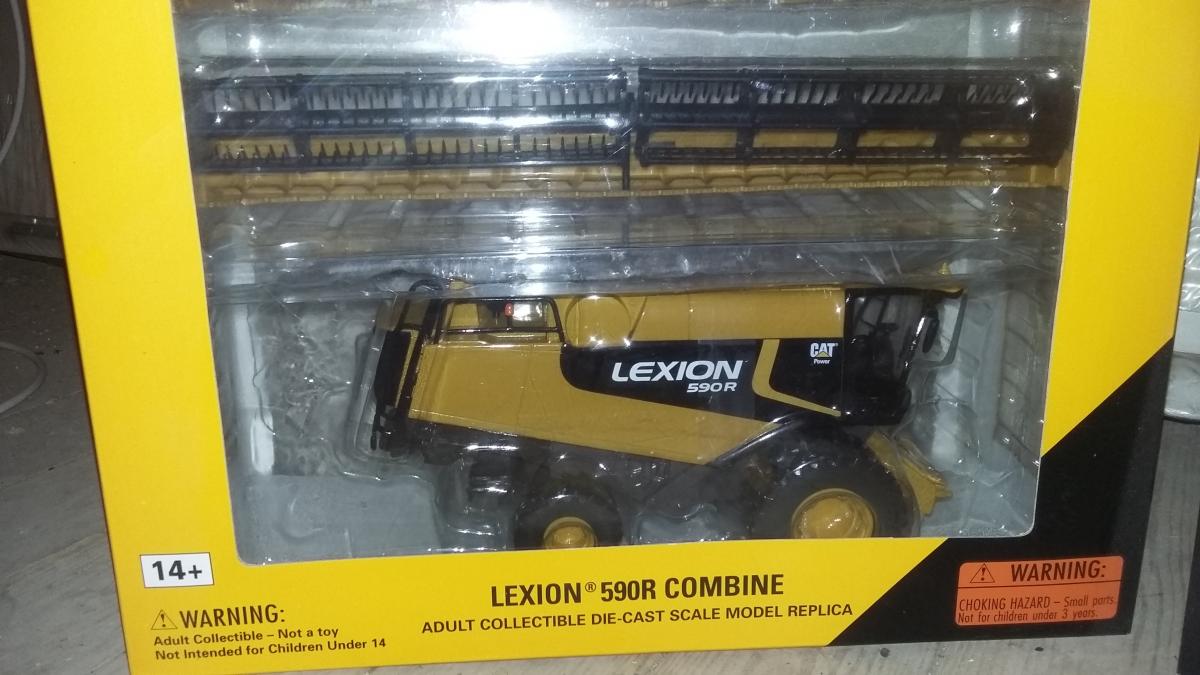 LEXION
590R
CAT
Power
14+
WARNING:
Adult Collectible – Not a toy
Not Intended for Children Under 14
LEXION® 590R COMBINE
ADULT COLLECTIBLE DIE-CAST SCALE MODEL REPLICA
WARNING:
CHOKING HAZARD – Small parts.
Not for children under 3 years.